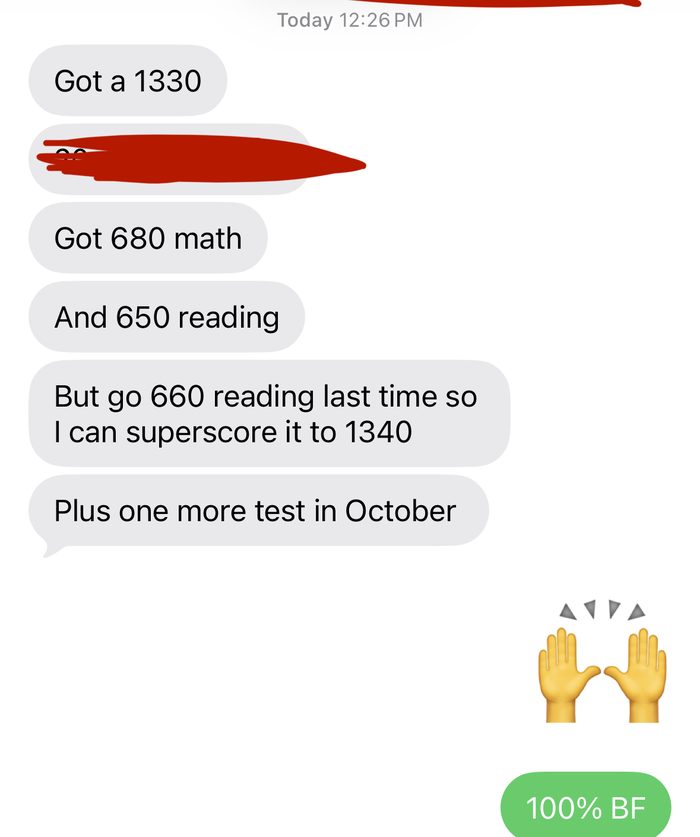 Today 12:26 PM
Got a 1330
Got 680 math
And 650 reading
But go 660 reading last time so
I can superscore it to 1340
Plus one more test in October
100% BF